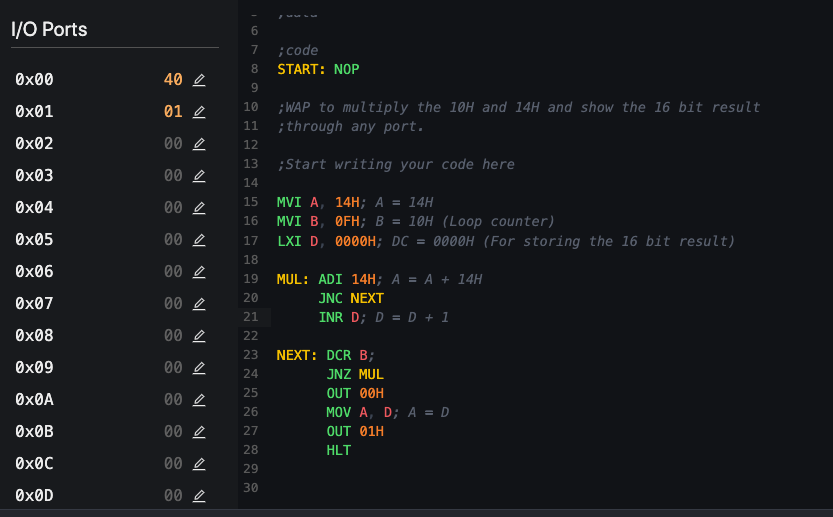 I/O Ports
0x00 40
0x01 01
0x02 00
0x03 00
0x04 00
0x05 00
0x06 00
0x07 00
0x08 00
0x09 00
0x0A 00
0x0B 00
0x0C 00
0x0D 00
6
7 ;code
8 START: NOP
9
10 ;WAP to multiply the 10H and 14H and show the 16 bit result
11 ;through any port.
12
13 ;Start writing your code here
14
15 MVI A, 14H; A = 14H
16 MVI B, 0FH; B = 10H (Loop counter)
17 LXI D, 0000H; DC = 0000H (For storing the 16 bit result)
18
19 MUL: ADI 14H; A = A + 14H
20 JNC NEXT
21 INR D; D = D + 1
22
23 NEXT: DCR B;
24 JNZ MUL
25 OUT 00H
26 MOV A, D; A = D
27 OUT 01H
28 HLT
29
30